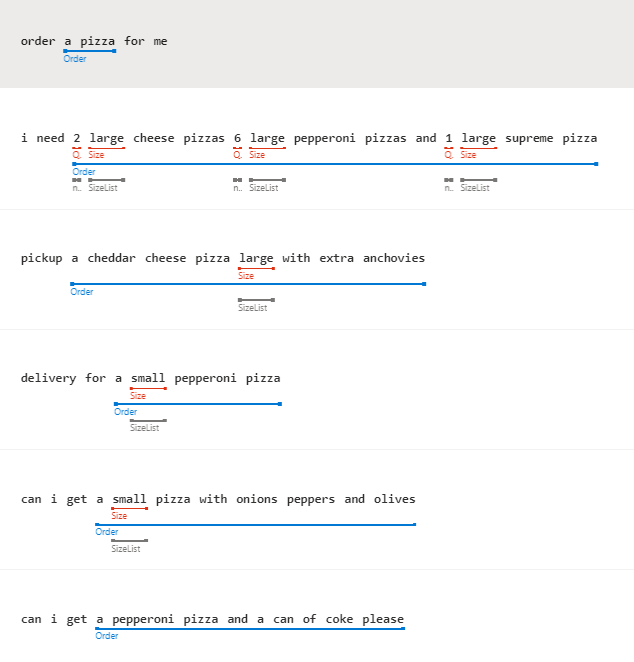 order a pizza for me
Order
i need 2 large cheese pizzas 6 large pepperoni pizzas and 1 large supreme pizza
Q. Size Q. Size Q. Size
Order
n.. SizeList n.. SizeList n.. SizeList
pickup a cheddar cheese pizza large with extra anchovies
Size
Order
SizeList
delivery for a small pepperoni pizza
Size
Order
SizeList
can i get a small pizza with onions peppers and olives
Size
Order
SizeList
can i get a pepperoni pizza and a can of coke please
Order